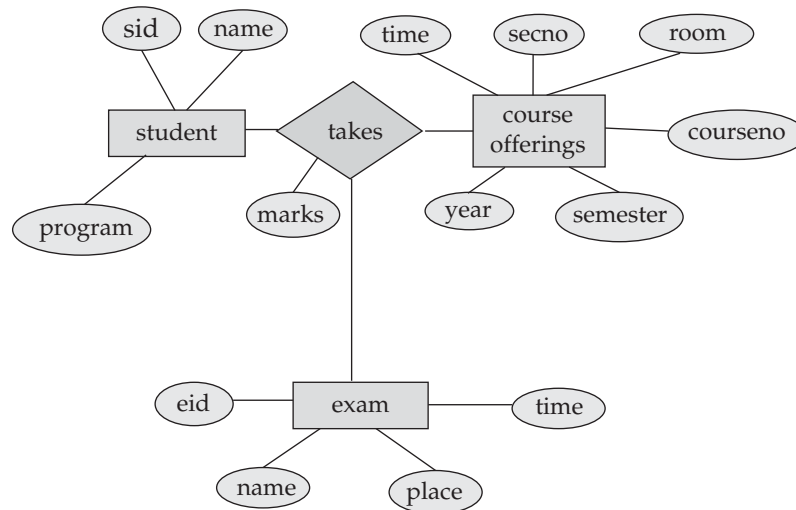 sid
name
time
secno
room
student
takes
course
offerings
courseno
program
marks
year
semester
eid
exam
time
name
place